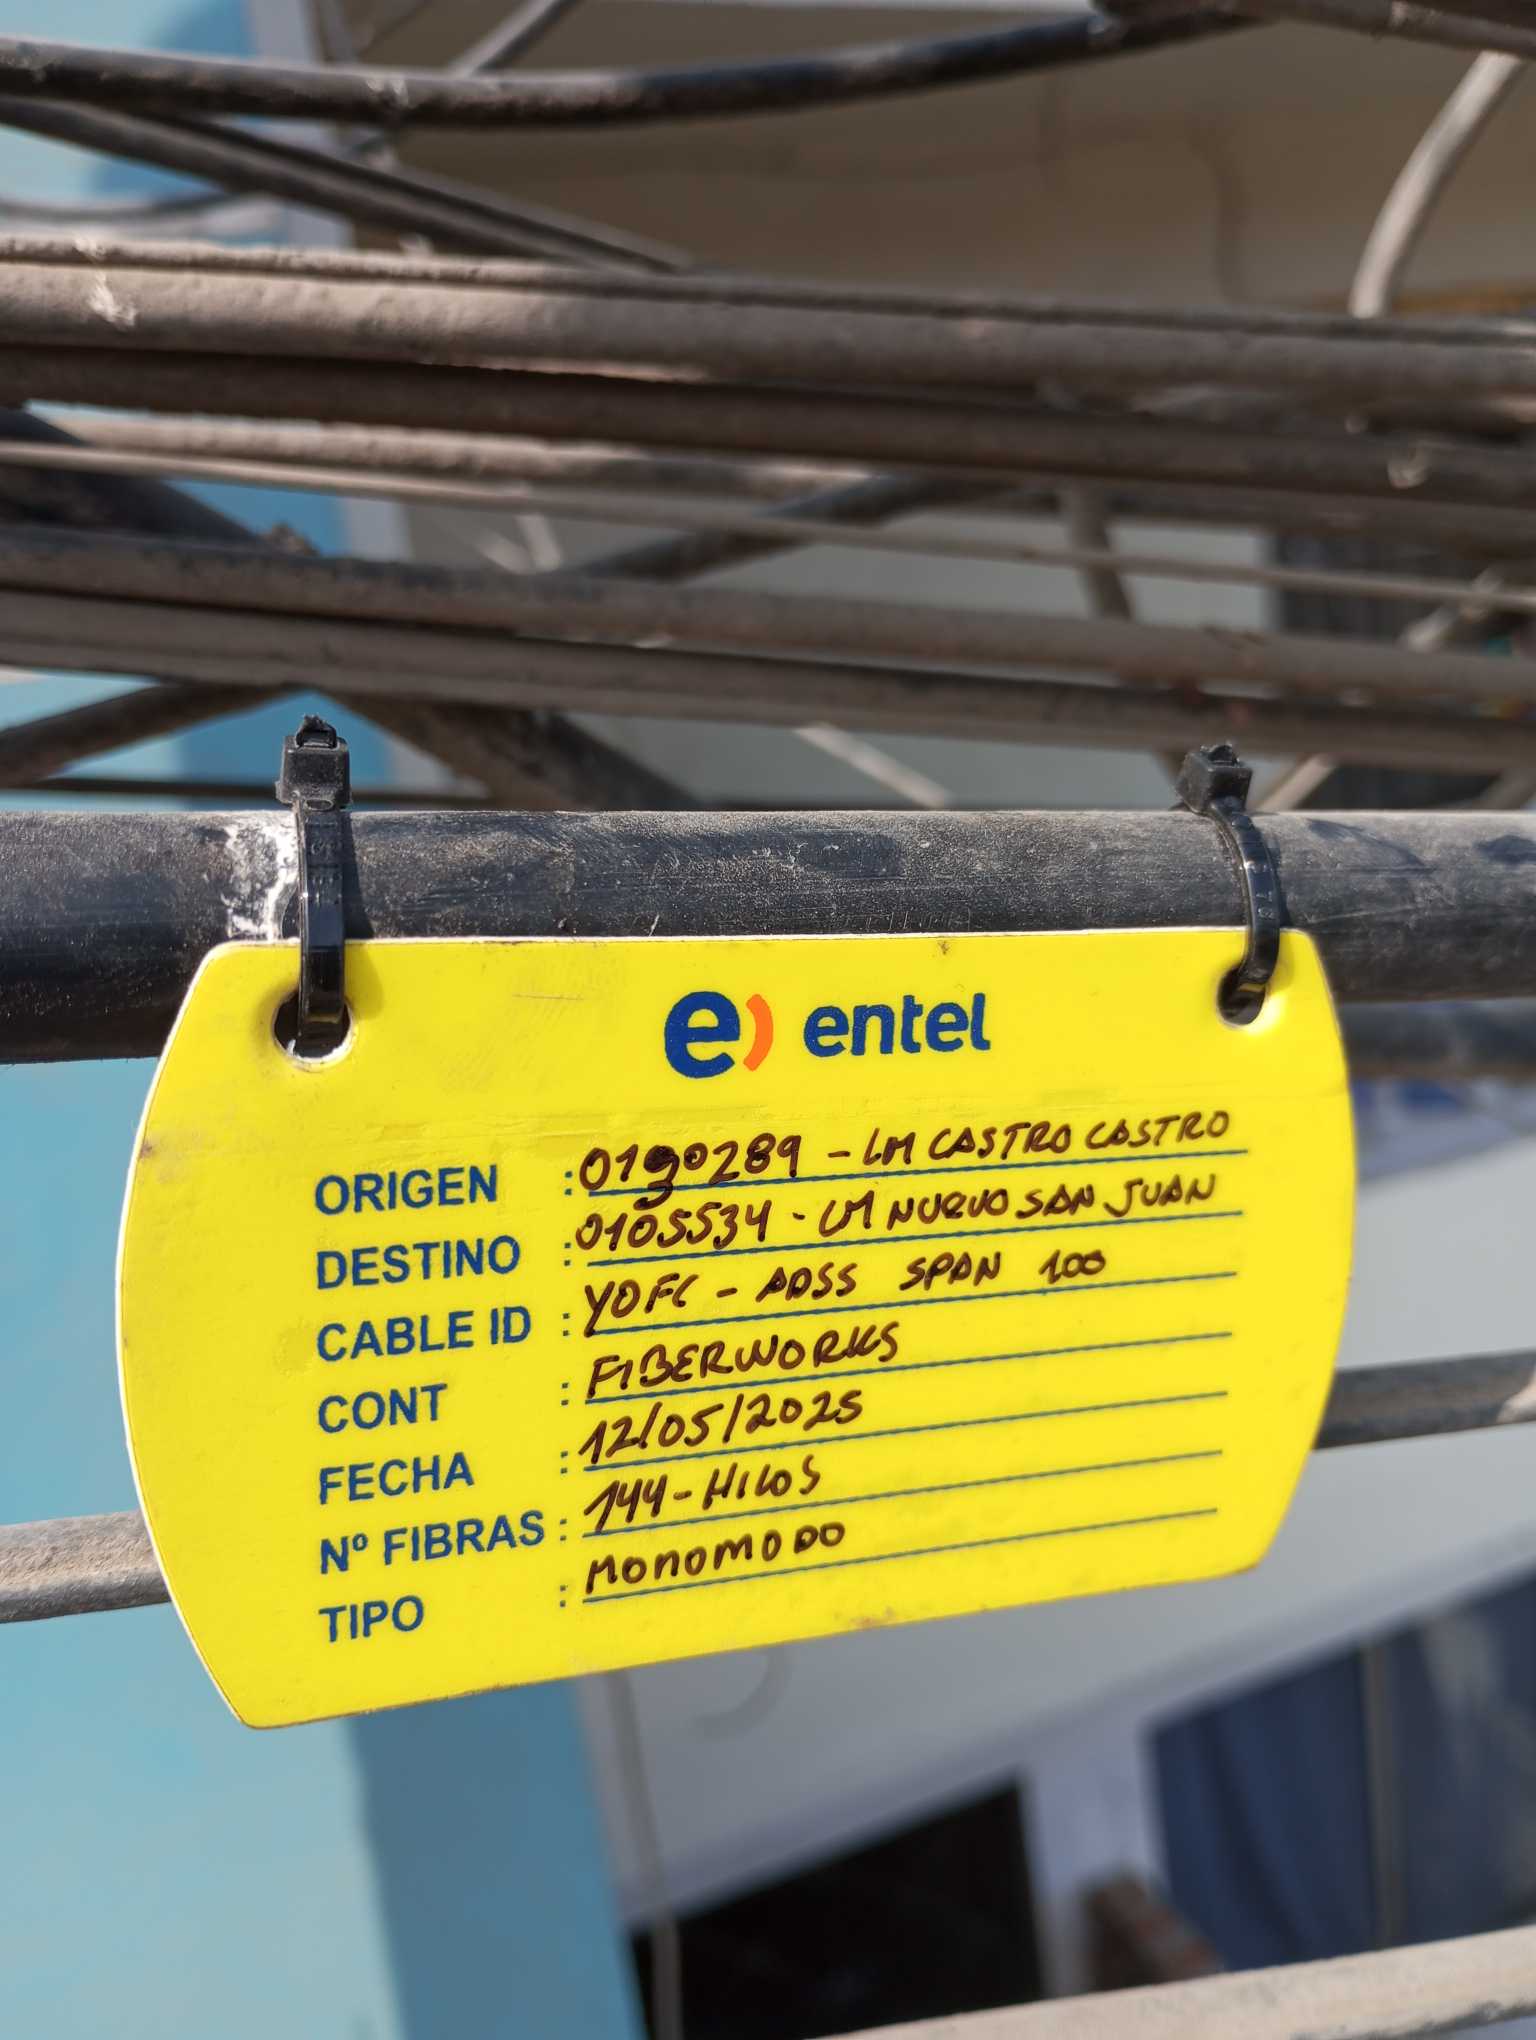 e) entel
ORIGEN : 0190289 - LM CASTRO CASTRO
DESTINO : 0105534 - LM NUEVO SAN JUAN
CABLE ID : YOFC - ADSS SPAN 100
CONT : FIBERWORKS
FECHA : 12/05/2025
Nº FIBRAS : 144 - HILOS
TIPO : MONOMODO